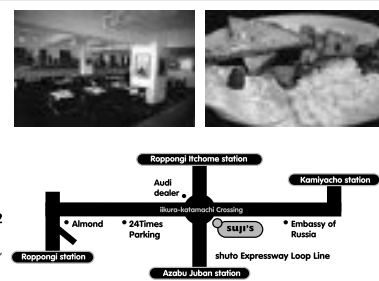 Roppongi Itchome station
Kamiyacho station
Audi
dealer
iikura-katamachi Crossing
2
Almond
24Times
Parking
suji's
Embassy of
Russia
Roppongi station
shuto Expressway Loop Line
Azabu Juban station